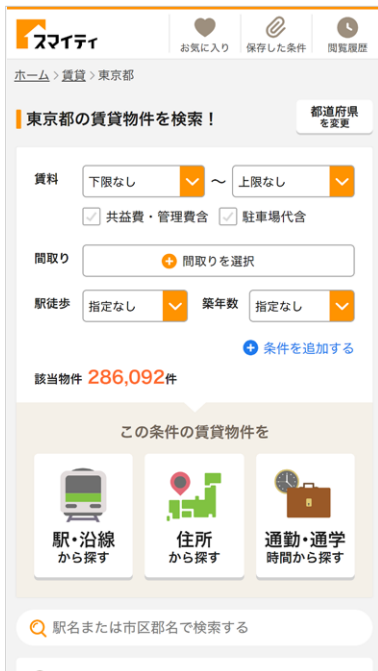 スマイティ
お気に入り 保存した条件 閲覧履歴
ホーム > 賃貸 > 東京都
東京都の賃貸物件を検索！
都道府県
を変更
賃料 下限なし ～ 上限なし
共益費・管理費含 駐車場代含
間取り 間取りを選択
駅徒歩 指定なし 築年数 指定なし
条件を追加する
該当物件 286,092件
この条件の賃貸物件を
駅・沿線
から探す
住所
から探す
通勤・通学
時間から探す
駅名または市区郡名で検索する